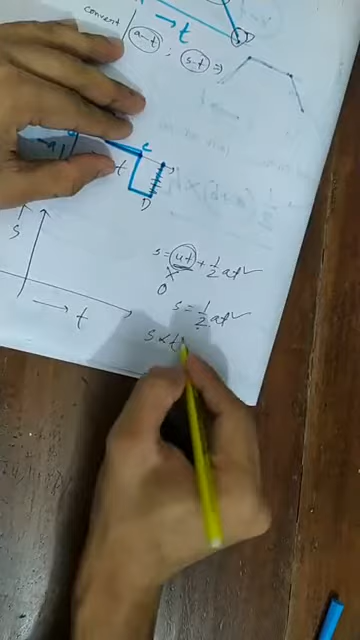 convert
→ t
a-t ; s-t ⇒
C
t
D
s = ut + ½ at²
0
s = ½ at²
s ∝ t
S
→ t